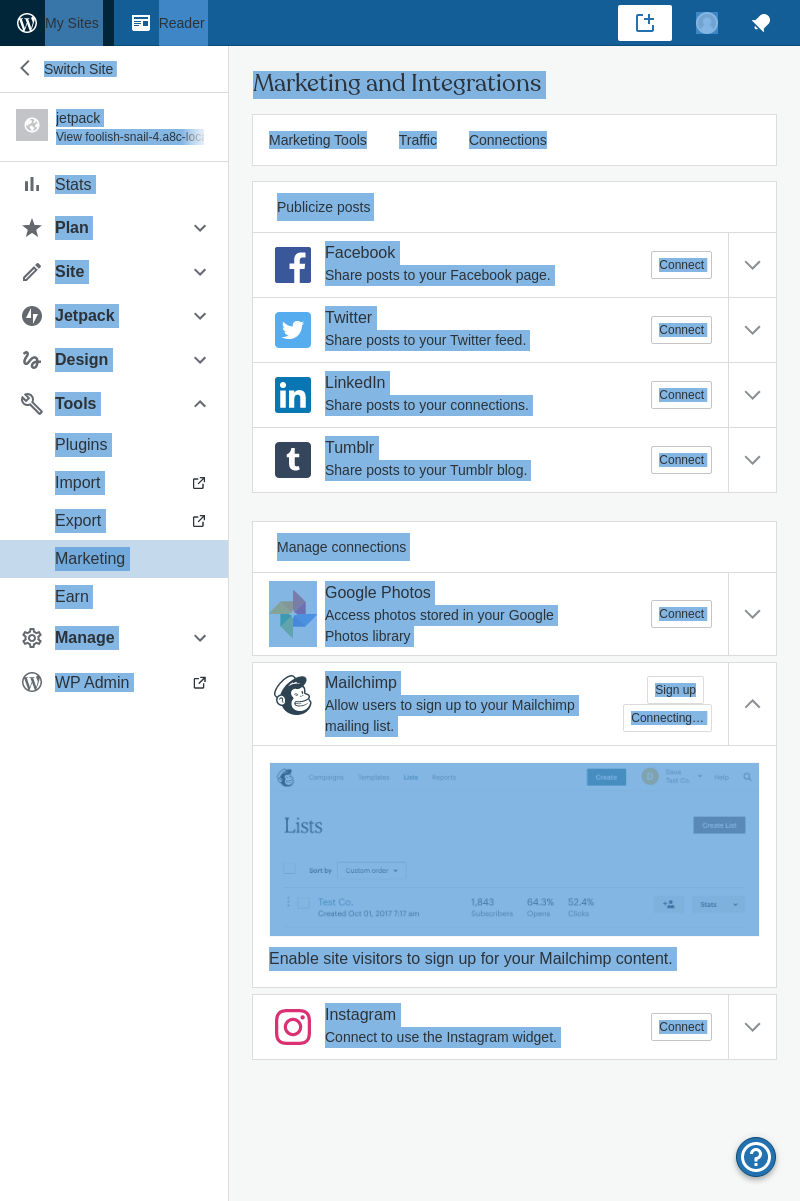 My Sites
Reader
Switch Site
jetpack
View foolish-snail-4.a8c-loca
Stats
Plan
Site
Jetpack
Design
Tools
Plugins
Import
Export
Marketing
Earn
Manage
WP Admin
Marketing and Integrations
Marketing Tools
Traffic
Connections
Publicize posts
Facebook
Share posts to your Facebook page.
Connect
Twitter
Share posts to your Twitter feed.
Connect
LinkedIn
Share posts to your connections.
Connect
Tumblr
Share posts to your Tumblr blog.
Connect
Manage connections
Google Photos
Access photos stored in your Google
Photos library
Connect
Mailchimp
Allow users to sign up to your Mailchimp
mailing list.
Sign up
Connecting…
Campaigns Templates Lists Reports
Create
Dave
Test Co.
Help
Lists
Create List
Sort by
Custom order
Test Co.
Created Oct 01, 2017 7:17 am
1,843
Subscribers
64.3%
Opens
52.4%
Clicks
Stats
Enable site visitors to sign up for your Mailchimp content.
Instagram
Connect to use the Instagram widget.
Connect